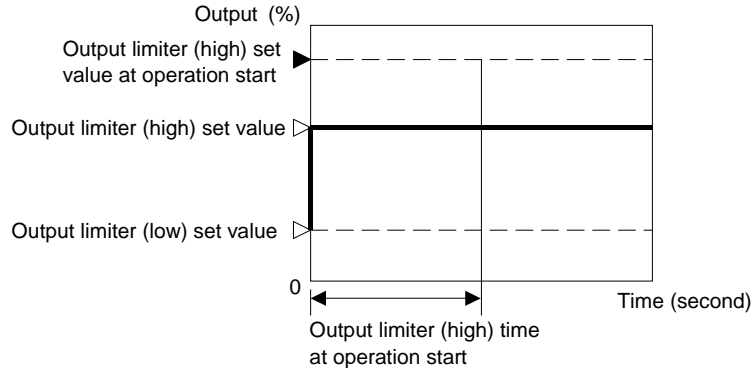 Output (%)
Output limiter (high) set
value at operation start
Output limiter (high) set value
Output limiter (low) set value
0
Time (second)
Output limiter (high) time
at operation start